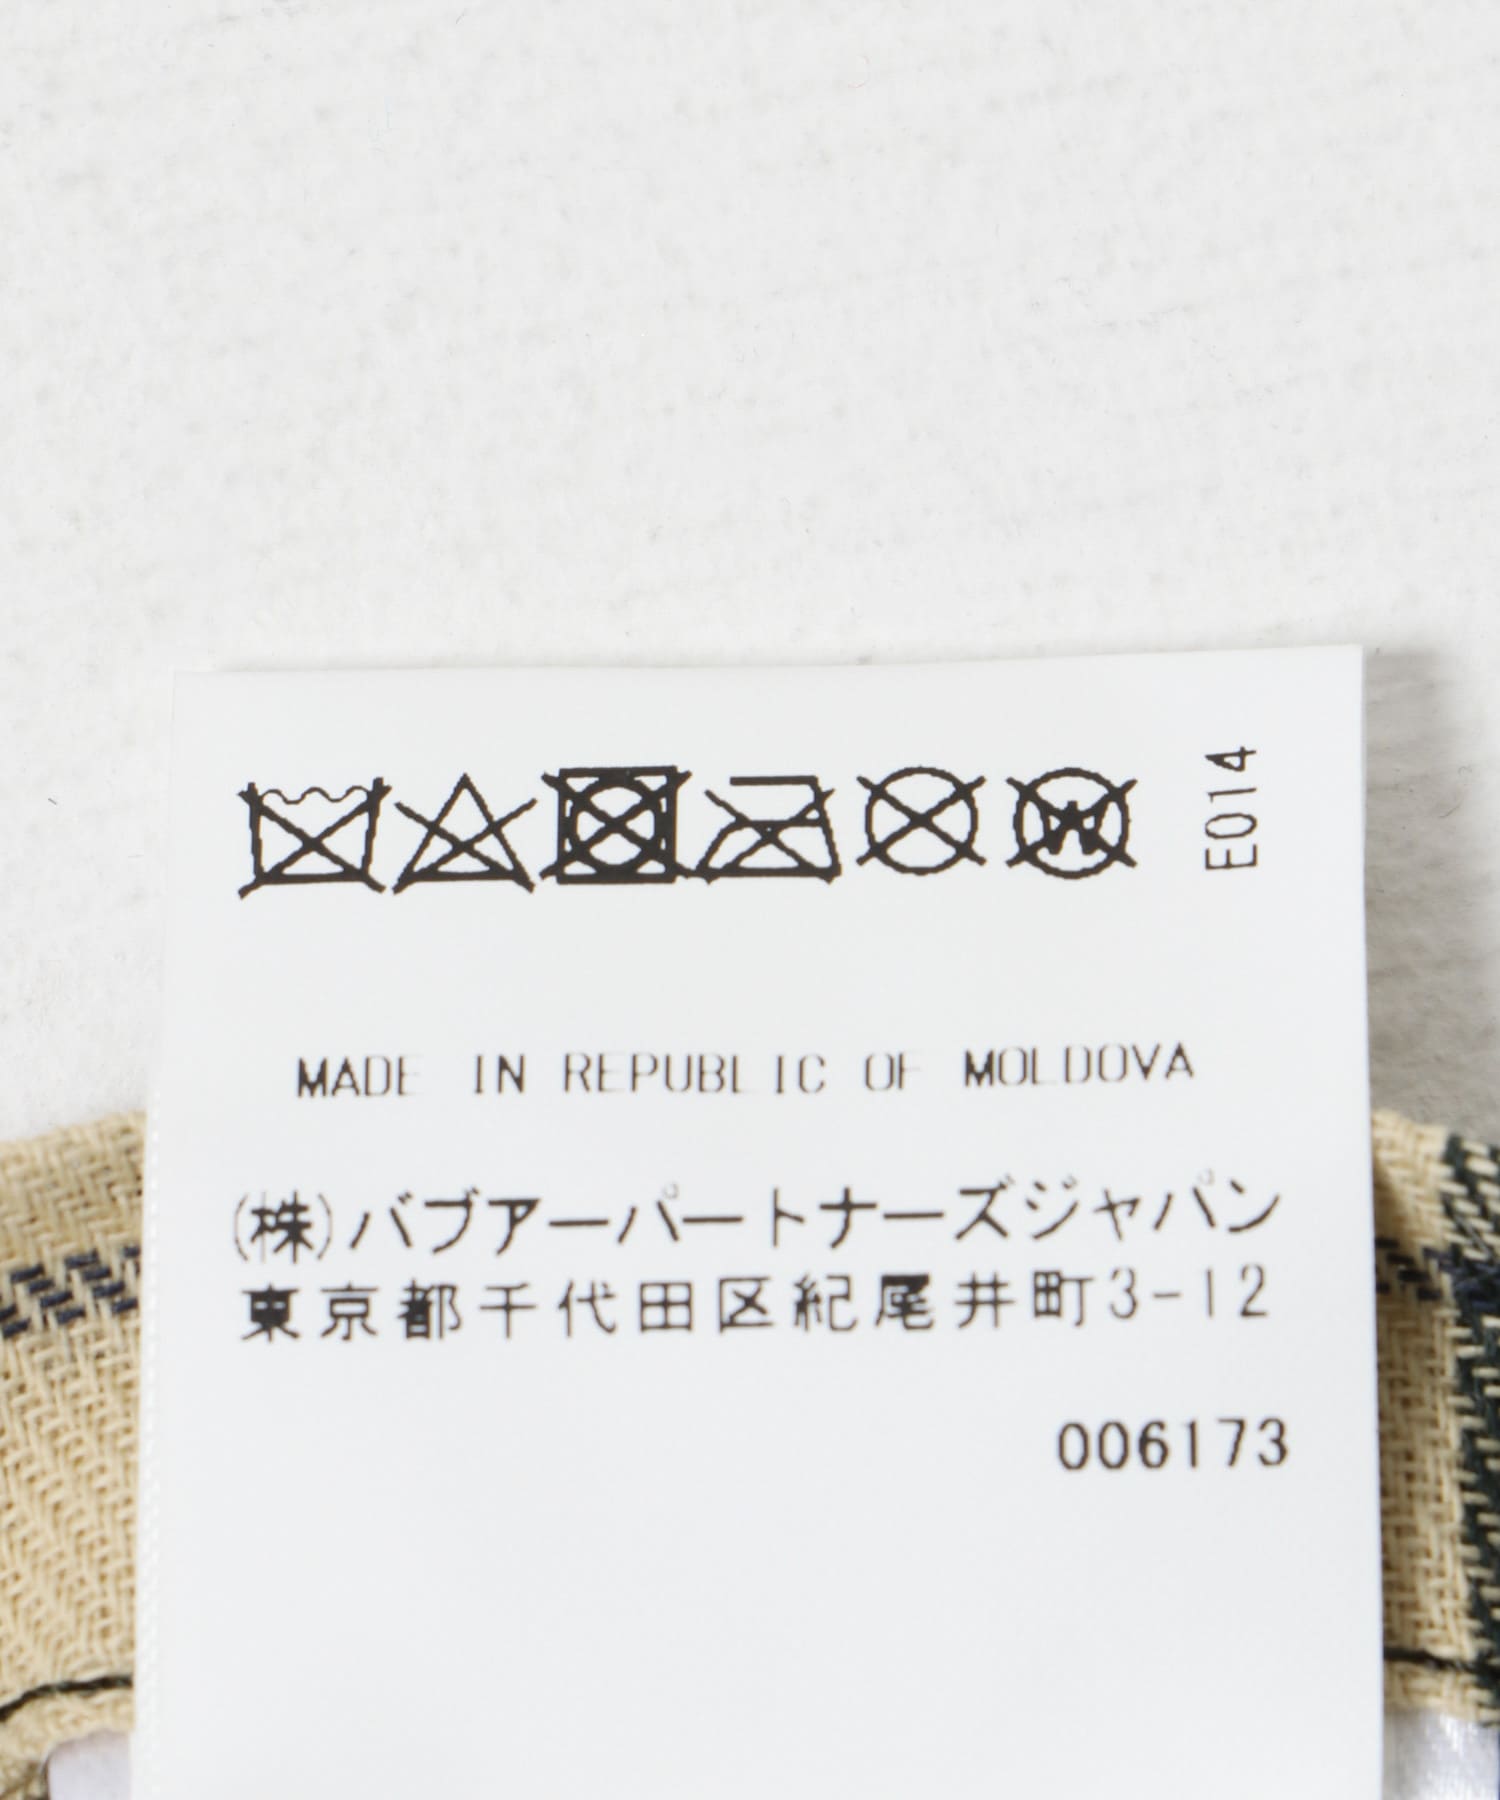 E014
MADE IN REPUBLIC OF MOLDOVA
(株)バブアーパートナーズジャパン
東京都千代田区紀尾井町3-12
006173